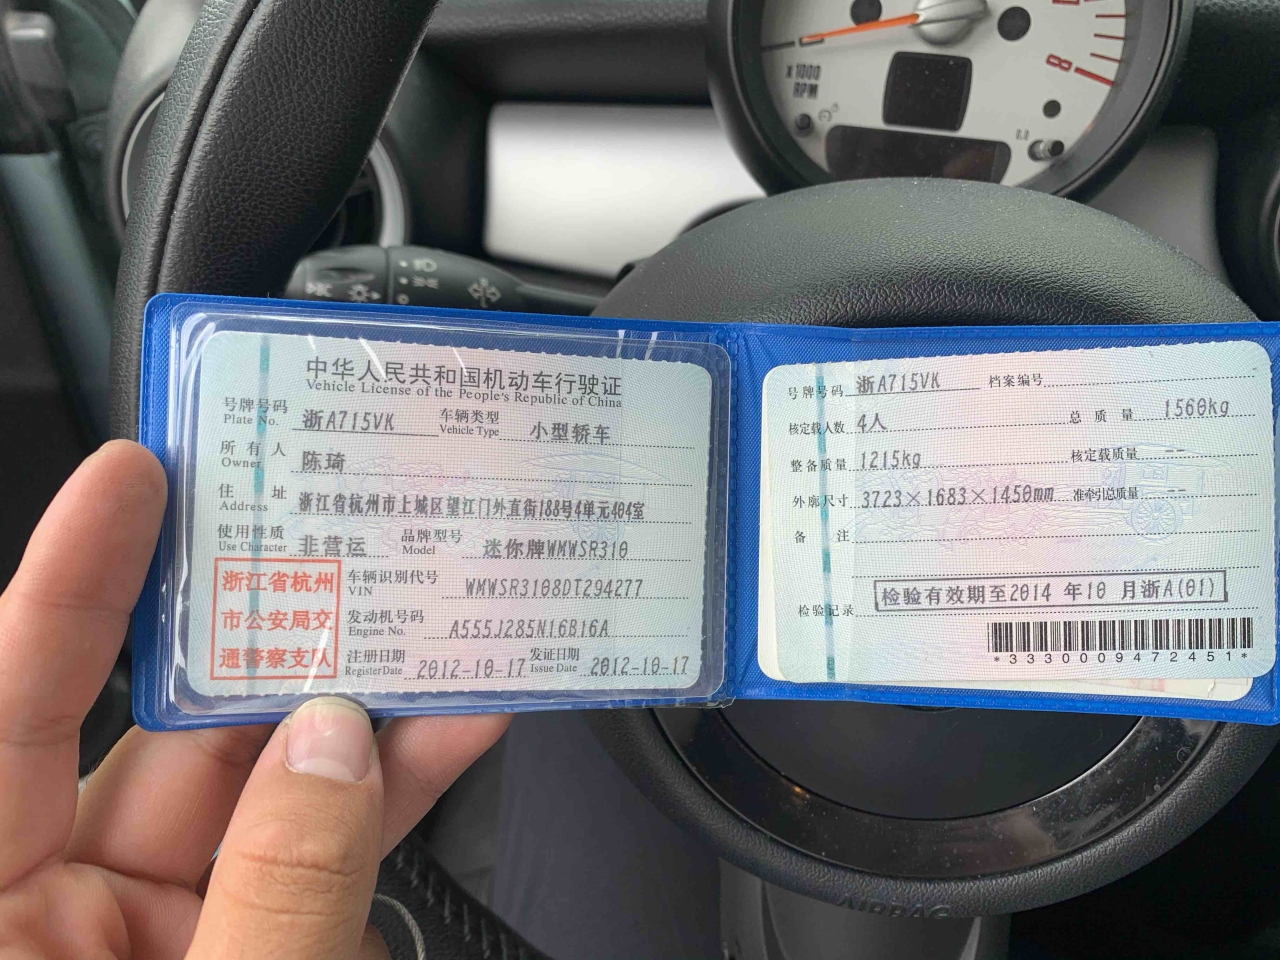 x1000
RPM
8
0.0
中华人民共和国机动车行驶证
Vehicle License of the People's Republic of China
号牌号码 浙A715VK 车辆类型 小型轿车
Plate No. Vehicle Type
所有人 陈琦
Owner
住址 浙江省杭州市上城区望江门外直街188号4单元404室
Address
使用性质 非营运 品牌型号 迷你牌WMWSR310
Use Character Model
浙江省杭州
市公安局交
通警察支队
车辆识别代号 WMWSR3108DT294277
VIN
发动机号码 A555J285N16B16A
Engine No.
注册日期 2012-10-17 发证日期 2012-10-17
Register Date Issue Date
号牌号码 浙A715VK 档案编号
核定载人数 4人 总质量 1560kg
整备质量 1215kg 核定载质量 --
外廓尺寸 3723×1683×1450mm 准牵引总质量 --
备注
检验记录 检验有效期至2014年10月浙A(01)
*3330009472451*
AIRBAG